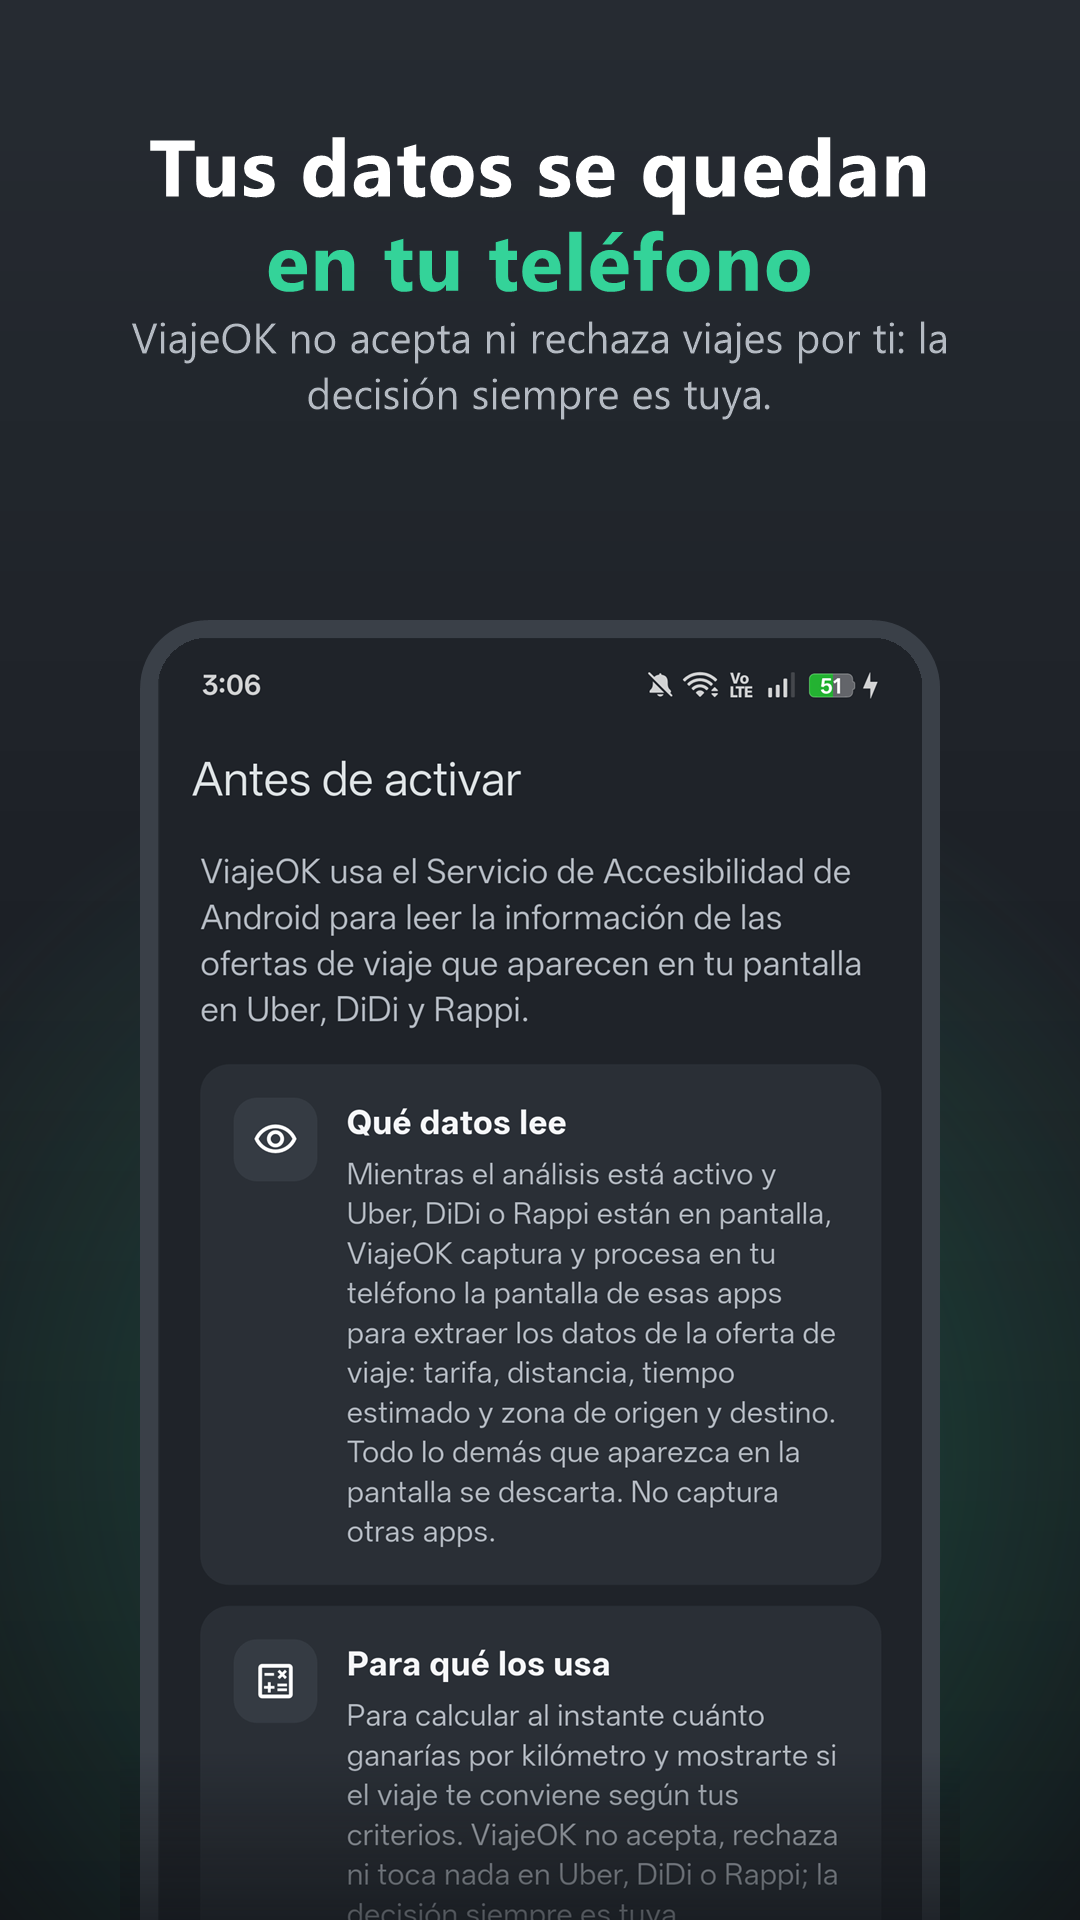 Tus datos se quedan
en tu teléfono
ViajeOK no acepta ni rechaza viajes por ti: la
decisión siempre es tuya.
3:06
Vo
LTE
51
Antes de activar
ViajeOK usa el Servicio de Accesibilidad de
Android para leer la información de las
ofertas de viaje que aparecen en tu pantalla
en Uber, DiDi y Rappi.
Qué datos lee
Mientras el análisis está activo y
Uber, DiDi o Rappi están en pantalla,
ViajeOK captura y procesa en tu
teléfono la pantalla de esas apps
para extraer los datos de la oferta de
viaje: tarifa, distancia, tiempo
estimado y zona de origen y destino.
Todo lo demás que aparezca en la
pantalla se descarta. No captura
otras apps.
Para qué los usa
Para calcular al instante cuánto
ganarías por kilómetro y mostrarte si
el viaje te conviene según tus
criterios. ViajeOK no acepta, rechaza
ni toca nada en Uber, DiDi o Rappi; la
decisión siempre es tuya.